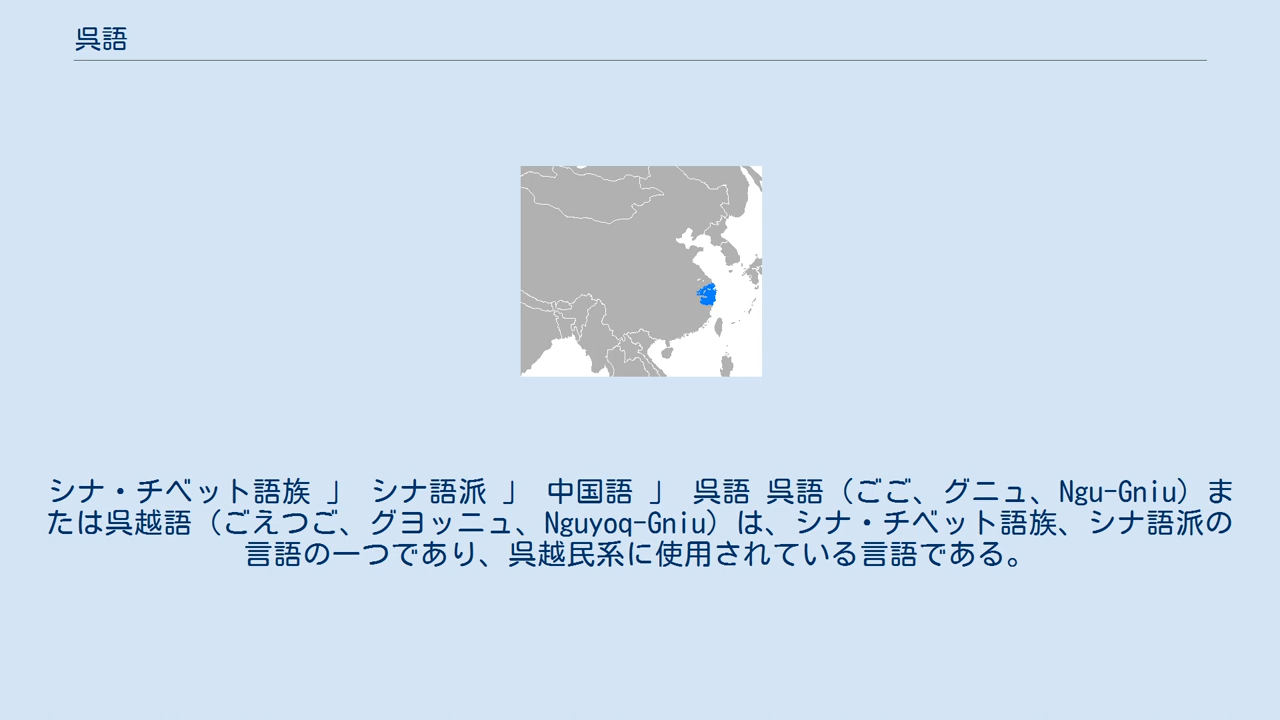 呉語
シナ・チベット語族 」 シナ語派 」 中国語 」 呉語 呉語（ごご、グニュ、Ngu-Gniu）ま
たは呉越語（ごえつご、グヨッニュ、Nguyoq-Gniu）は、シナ・チベット語族、シナ語派の
言語の一つであり、呉越民系に使用されている言語である。